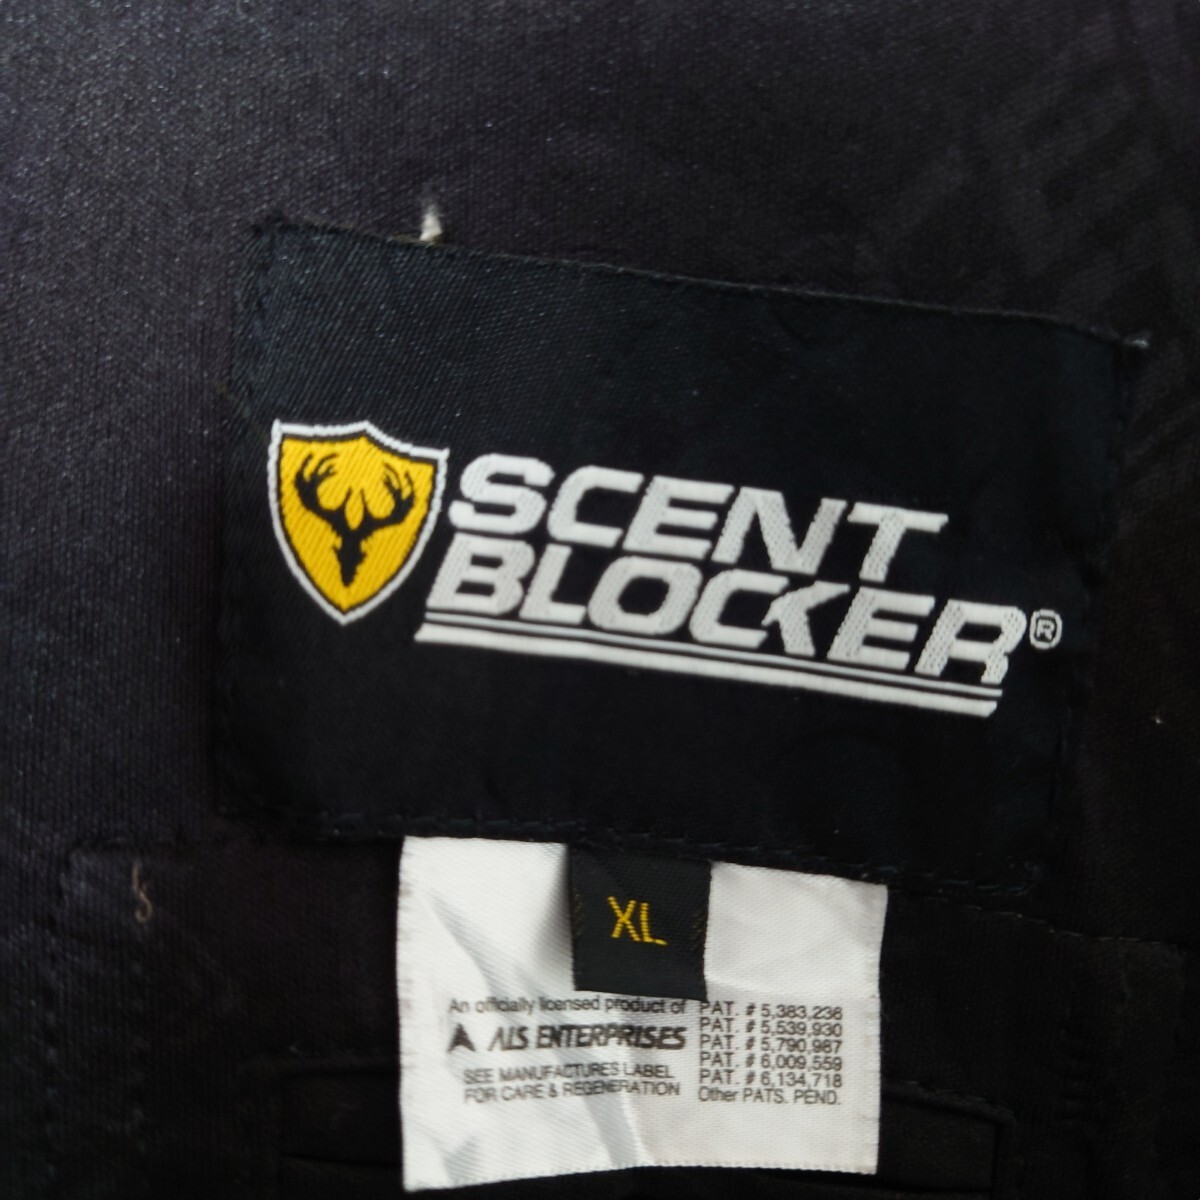 SCENT
BLOCKER®
XL
An officially licensed product of
ALS ENTERPRISES
SEE MANUFACTURES LABEL
FOR CARE & REGENERATION
PAT. # 5,383,236
PAT. # 5,539,930
PAT. # 5,790,987
PAT. # 6,009,559
PAT. # 6,134,718
Other PATS. PEND.